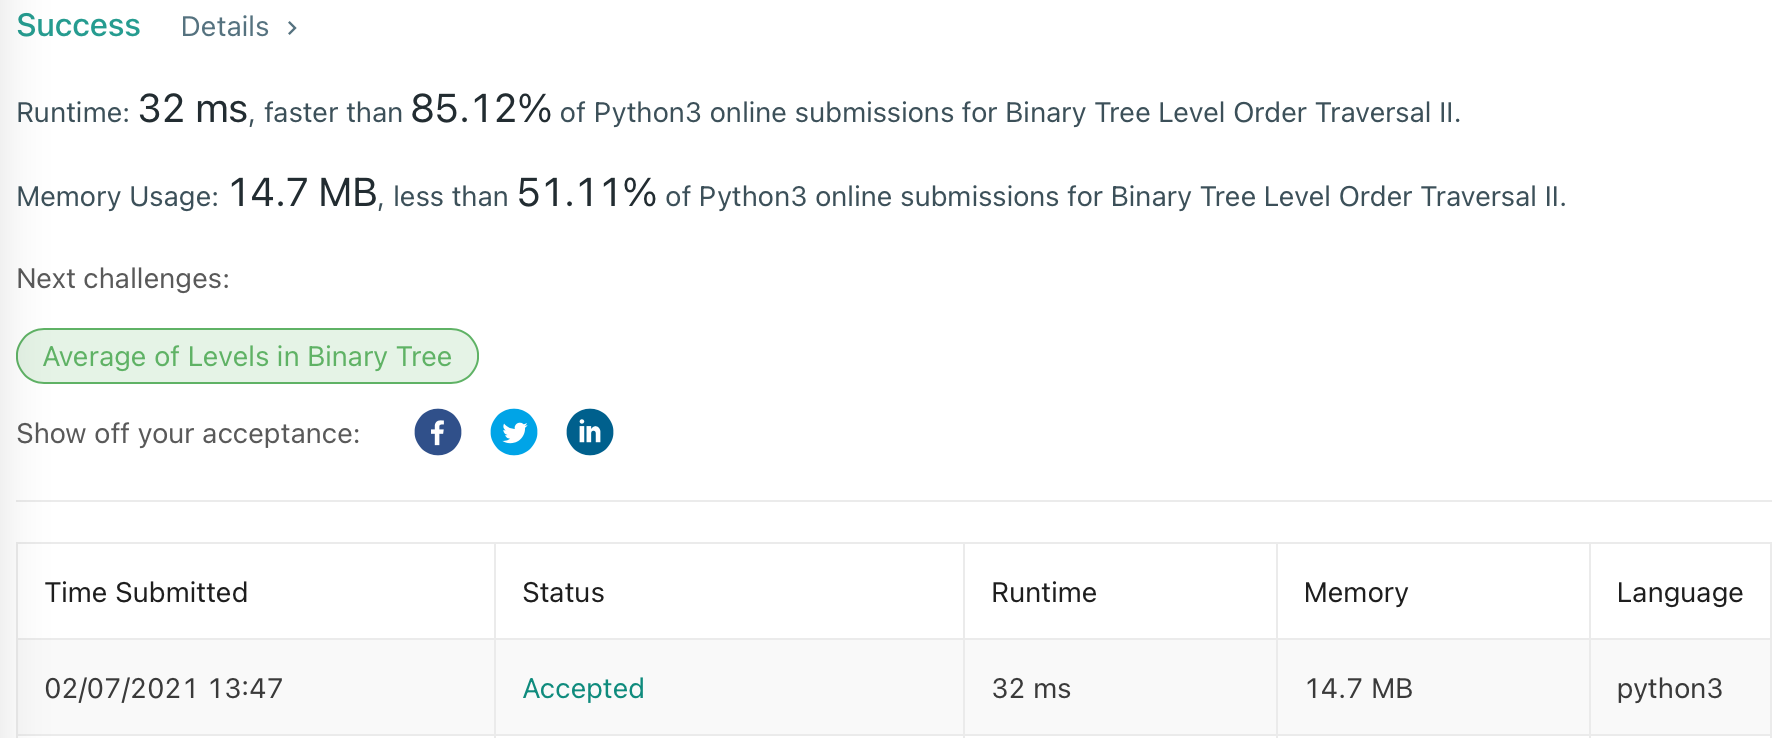 Success Details >
Runtime: 32 ms, faster than 85.12% of Python3 online submissions for Binary Tree Level Order Traversal II.
Memory Usage: 14.7 MB, less than 51.11% of Python3 online submissions for Binary Tree Level Order Traversal II.
Next challenges:
Average of Levels in Binary Tree
Show off your acceptance: f in
Time Submitted Status Runtime Memory Language
02/07/2021 13:47 Accepted 32 ms 14.7 MB python3